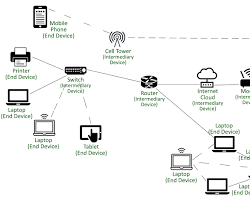 Mobile
Phone
(End Device)
Cell Tower
(Intermediary
Device)
Printer
(End Device)
Switch
(Intermediary
Device)
Router
(Intermediary
Device)
Internet
Cloud
(Intermediary
Device)
(Intermediary
Device)
Laptop
(End Device)
Laptop
(End Device)
Tablet
(End Device)
Laptop
(End Device)
Laptop
(End Device)
Laptop
(End Device)